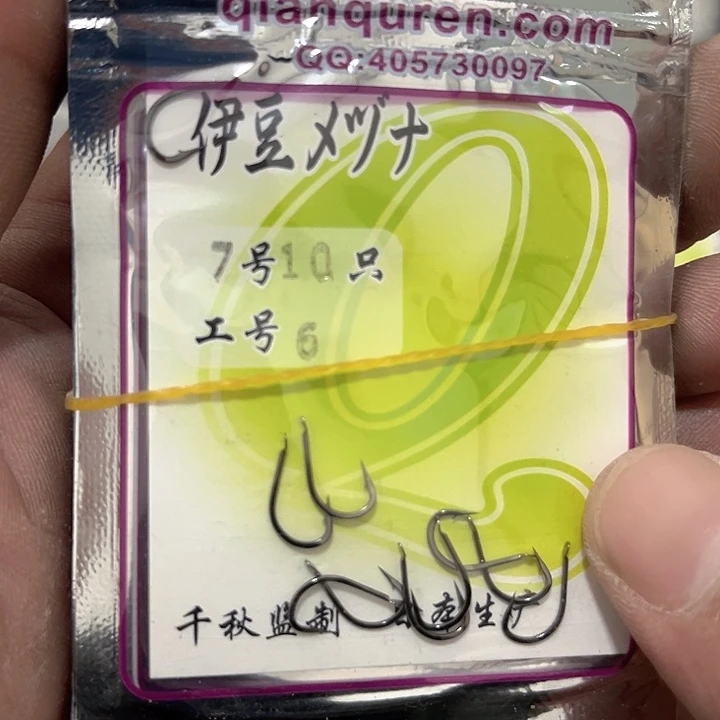 qianquren.com
QQ:405730097
伊豆メヅナ
7号10只
工号 6
千秋监制 生产